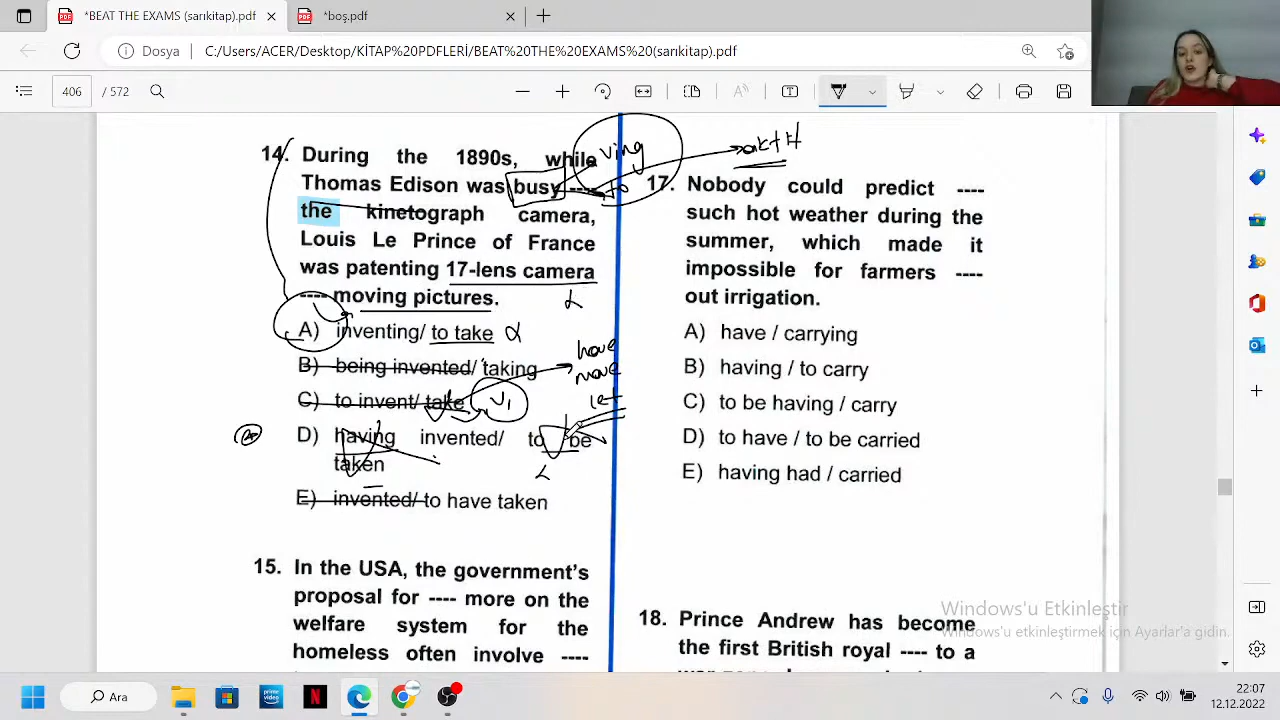 *BEAT THE EXAMS (sarıkitap).pdf
*boş.pdf
Dosya
C:/Users/ACER/Desktop/KİTAP%20PDFLERİ/BEAT%20THE%20EXAMS%20(sarıkitap).pdf
406 / 572
14. During the 1890s, while
Thomas Edison was busy ----
the kinetograph camera,
Louis Le Prince of France
was patenting 17-lens camera
---- moving pictures.
A) inventing/ to take
B) being invented/ taking
C) to invent/ take
D) having invented/ to be
taken
E) invented/ to have taken
ving
to
have
let
V1
15. In the USA, the government's
proposal for ---- more on the
welfare system for the
homeless often involve ----
17. Nobody could predict ----
such hot weather during the
summer, which made it
impossible for farmers ----
out irrigation.
A) have / carrying
B) having / to carry
C) to be having / carry
D) to have / to be carried
E) having had / carried
18. Prince Andrew has become
the first British royal ---- to a
Windows'u Etkinleştir
Windows'u etkinleştirmek için Ayarlar'a gidin.
Ara
prime video
N
22:07
12.12.2022